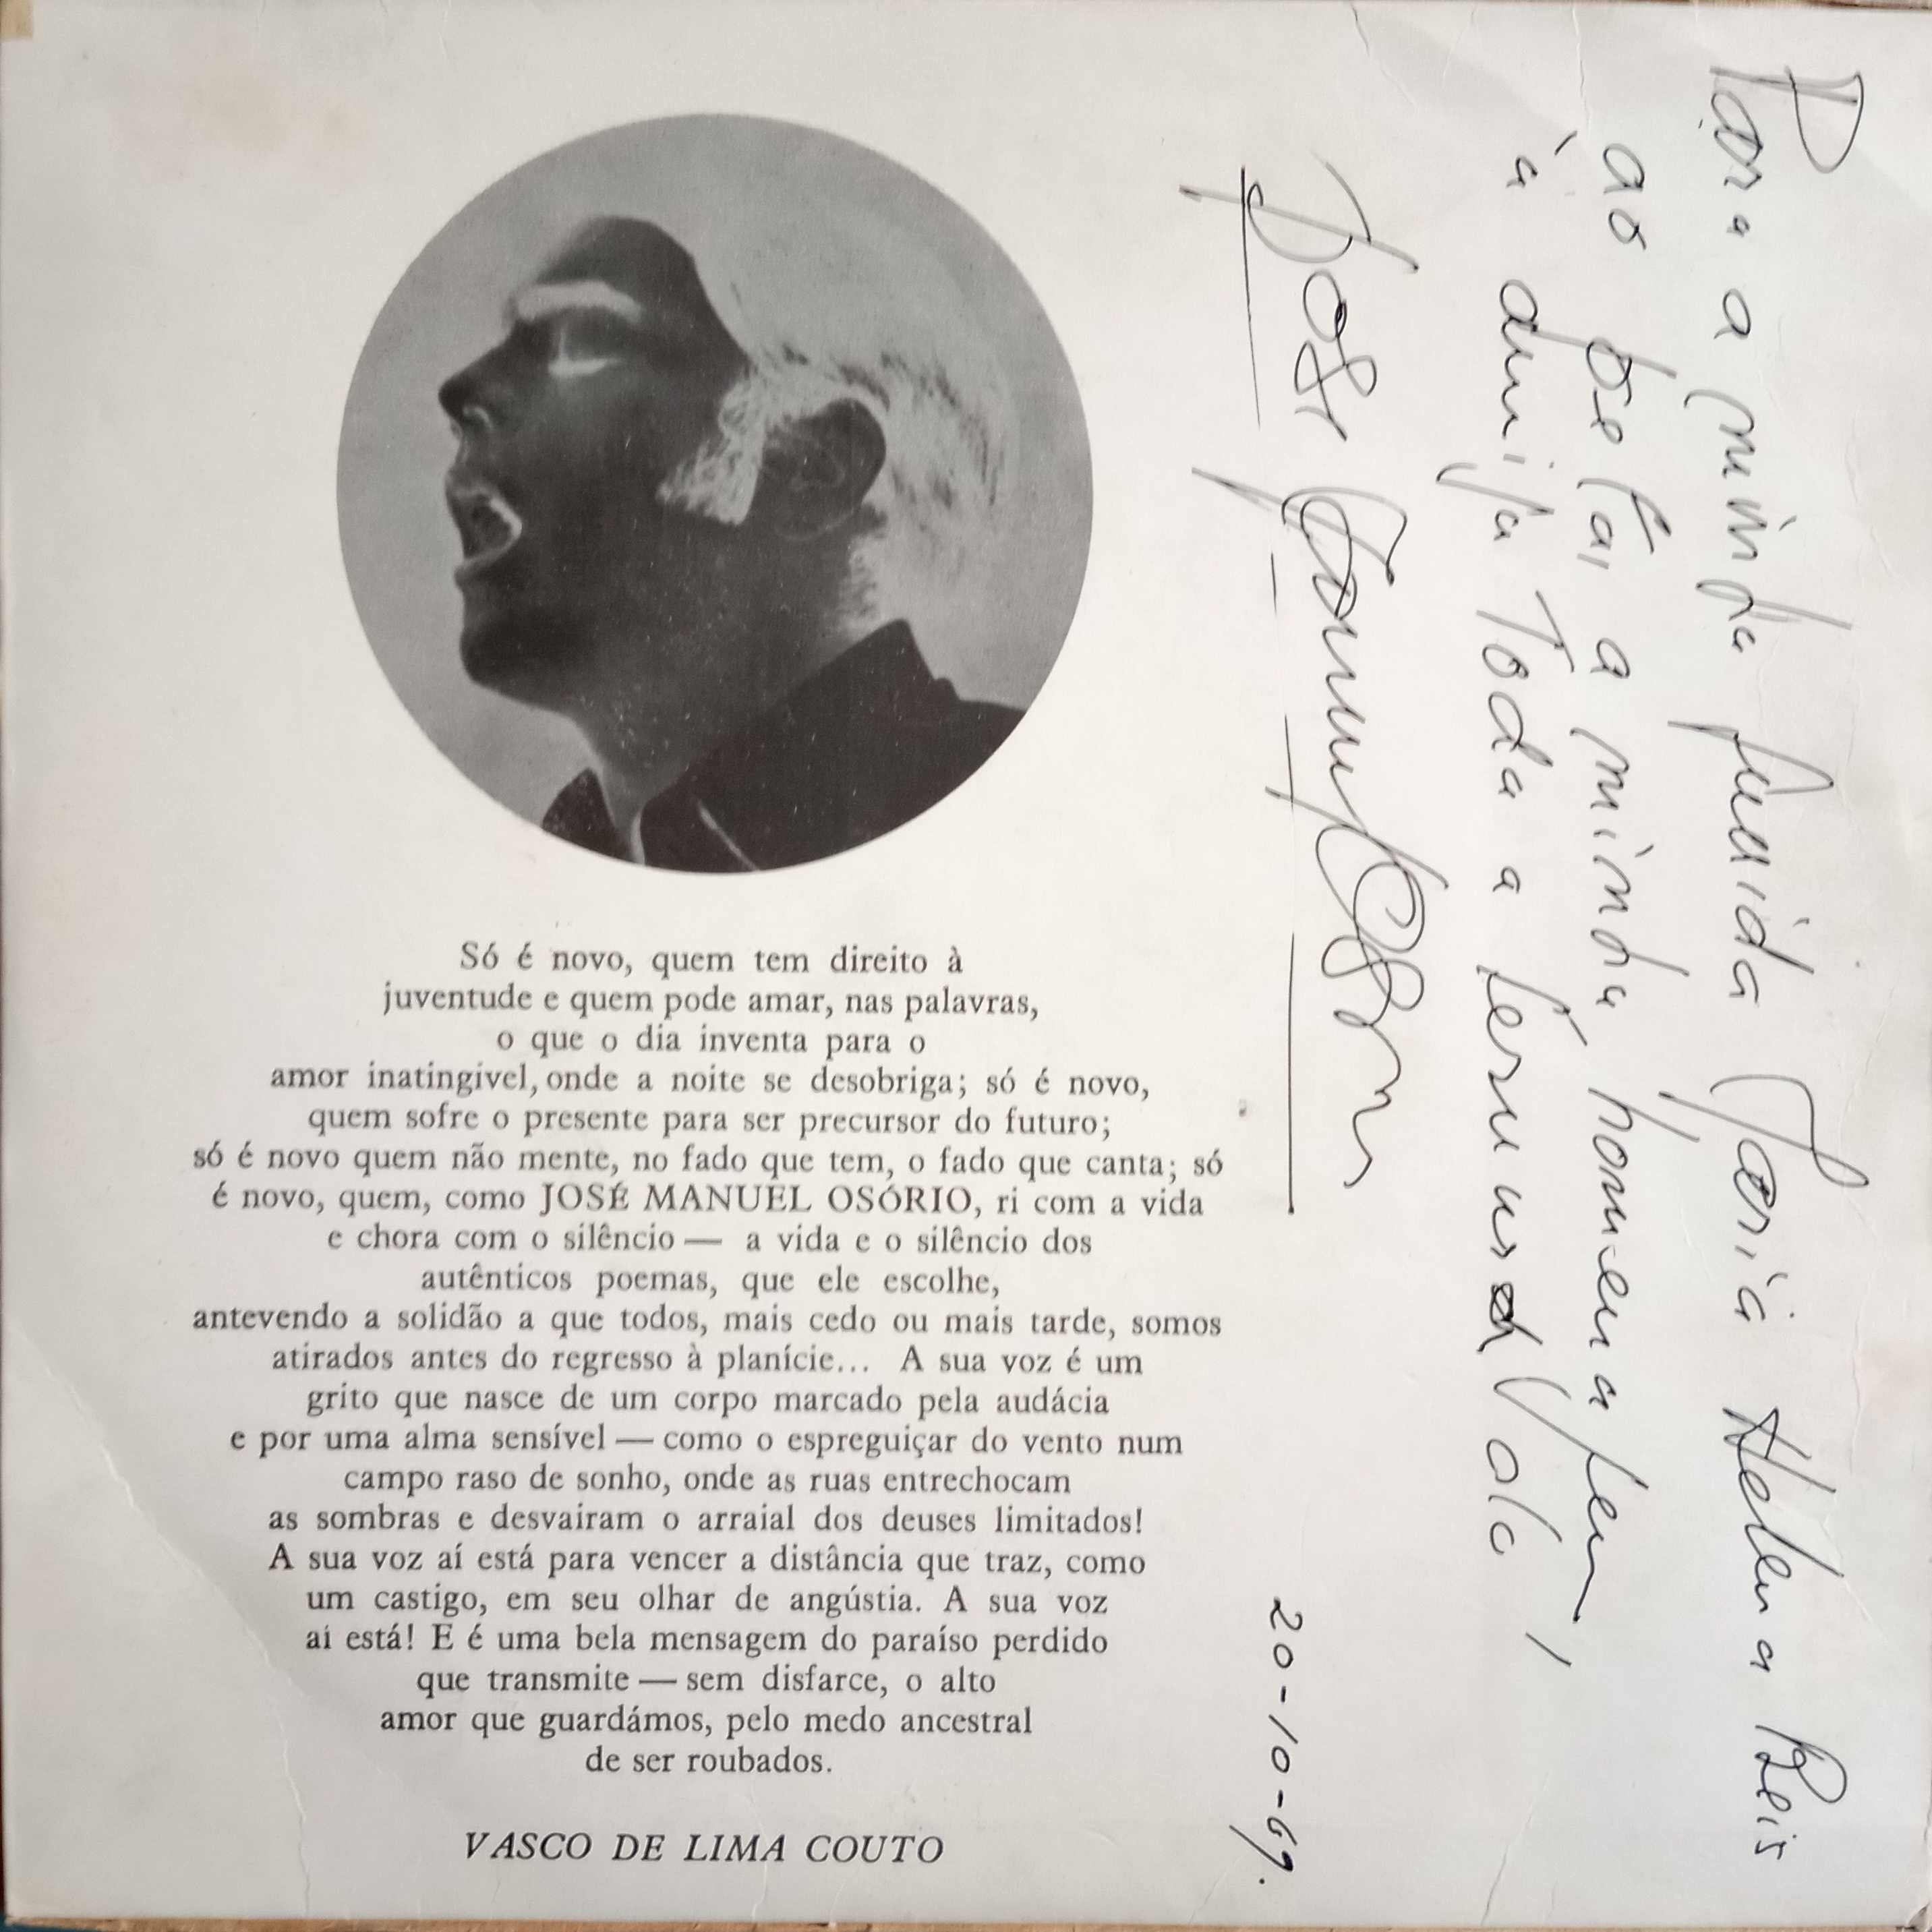 Só é novo, quem tem direito à
juventude e quem pode amar, nas palavras,
o que o dia inventa para o
amor inatingivel, onde a noite se desobriga; só é novo,
quem sofre o presente para ser precursor do futuro;
só é novo quem não mente, no fado que tem, o fado que canta; só
é novo, quem, como JOSÉ MANUEL OSÓRIO, ri com a vida
e chora com o silêncio — a vida e o silêncio dos
autênticos poemas, que ele escolhe,
antevendo a solidão a que todos, mais cedo ou mais tarde, somos
atirados antes do regresso à planície... A sua voz é um
grito que nasce de um corpo marcado pela audácia
e por uma alma sensível — como o espreguiçar do vento num
campo raso de sonho, onde as ruas entrechocam
as sombras e desvairam o arraial dos deuses limitados!
A sua voz aí está para vencer a distância que traz, como
um castigo, em seu olhar de angústia. A sua voz
aí está! E é uma bela mensagem do paraíso perdido
que transmite — sem disfarce, o alto
amor que guardámos, pelo medo ancestral
de ser roubados.
VASCO DE LIMA COUTO
Para a minha querida Maria Helena Reis
ao poeta, a minha homenagem,
à amiga toda a ternura do
José Manuel Osório
20-10-69.